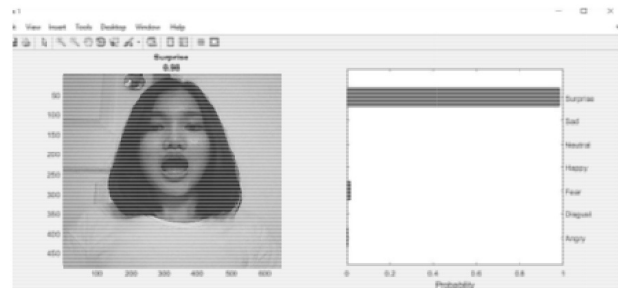 View Insert Tools Desktop Window Help
Surprise
0.98
50
100
150
200
250
300
350
400
450
100 200 300 400 500 600
Surprise
Sad
Neutral
Happy
Fear
Disgust
Angry
0 0.2 0.4 0.6 0.8 1
Probability